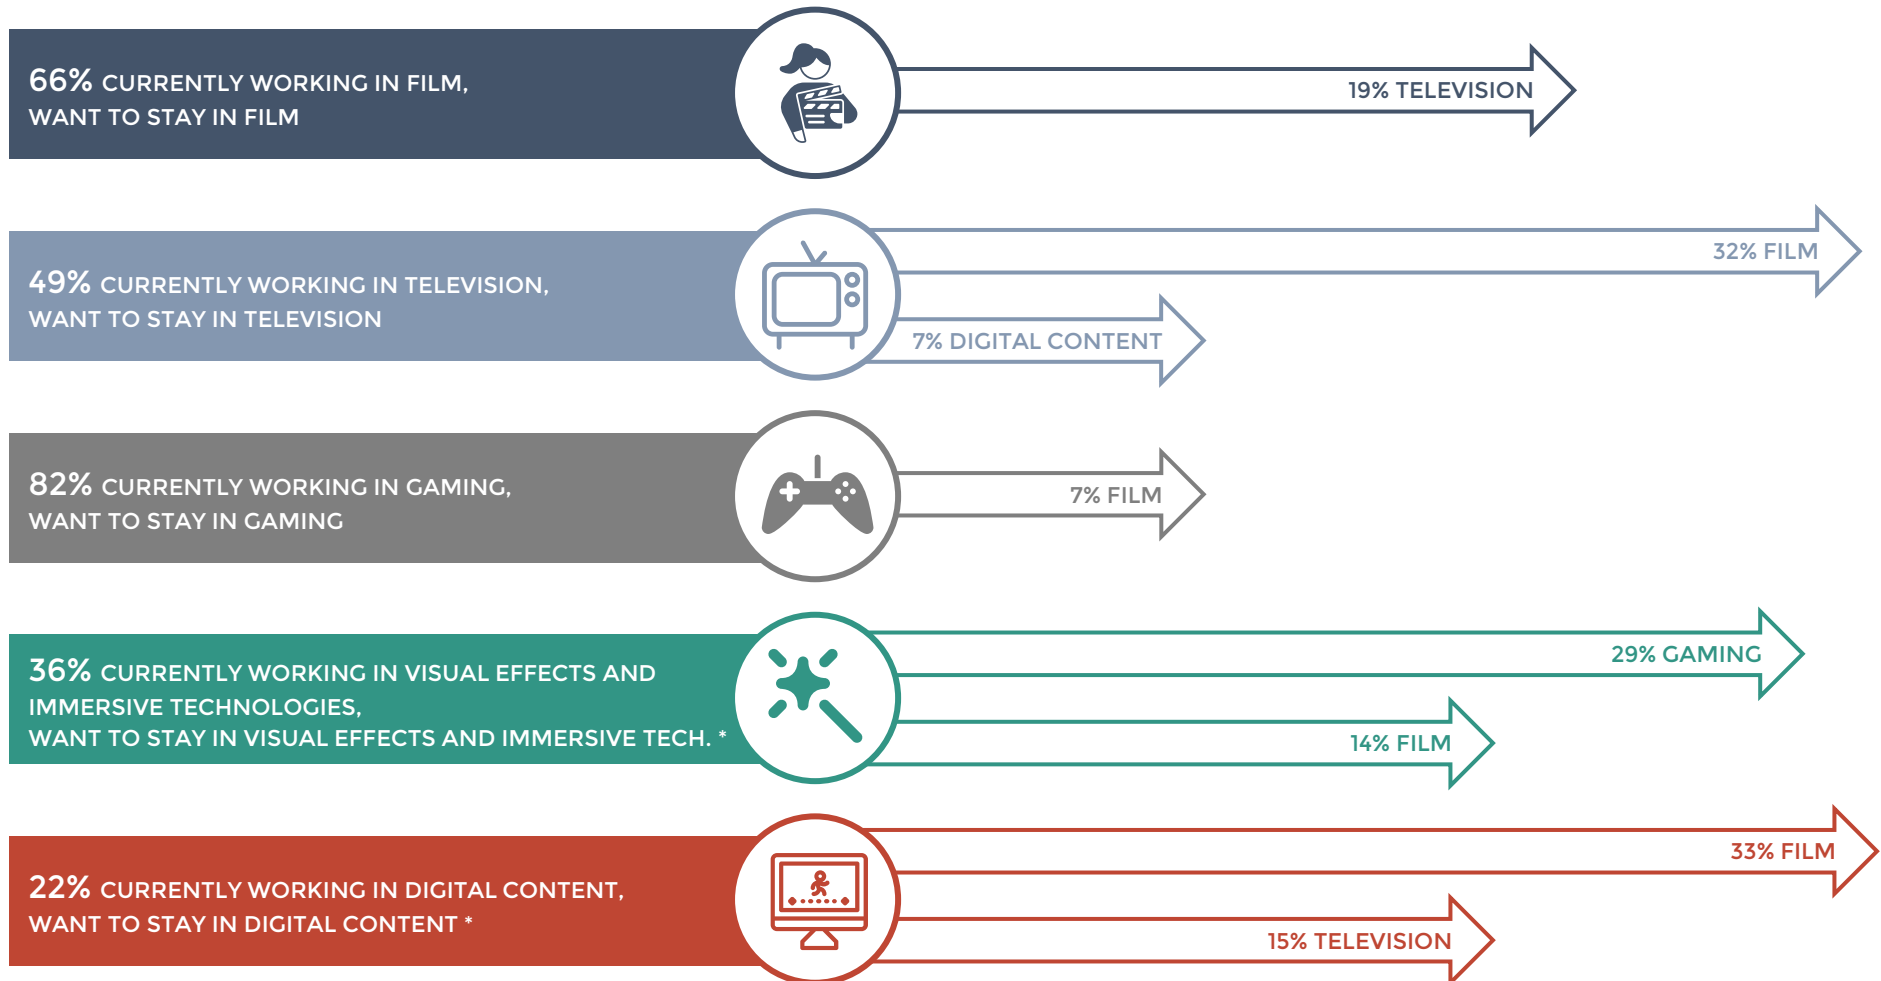 66% CURRENTLY WORKING IN FILM,
WANT TO STAY IN FILM
19% TELEVISION
49% CURRENTLY WORKING IN TELEVISION,
WANT TO STAY IN TELEVISION
32% FILM
7% DIGITAL CONTENT
82% CURRENTLY WORKING IN GAMING,
WANT TO STAY IN GAMING
7% FILM
36% CURRENTLY WORKING IN VISUAL EFFECTS AND
IMMERSIVE TECHNOLOGIES,
WANT TO STAY IN VISUAL EFFECTS AND IMMERSIVE TECH. *
29% GAMING
14% FILM
22% CURRENTLY WORKING IN DIGITAL CONTENT,
WANT TO STAY IN DIGITAL CONTENT *
33% FILM
15% TELEVISION